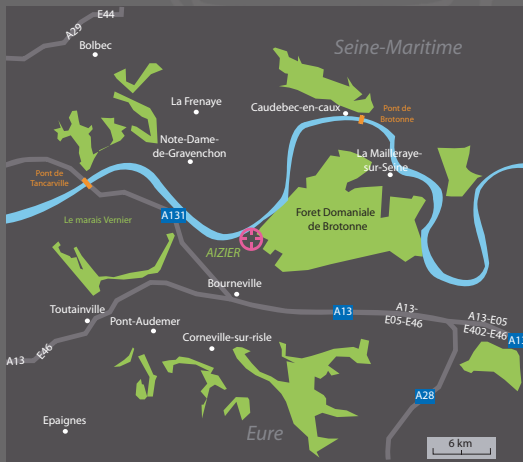 E44
A29
Bolbec
Seine-Maritime
La Frenaye
Caudebec-en-caux
Pont de
Brotonne
Note-Dame-
de-Gravenchon
La Mailleraye-
sur-Seine
Pont de
Tancarville
Le marais Vernier
A131
Foret Domaniale
de Brotonne
AIZIER
Bourneville
Toutainville
Pont-Audemer
A13
A13-
E05-E46
A13-E05
E402-E46
A13
E46
Corneville-sur-risle
A28
Epaignes
Eure
6 km